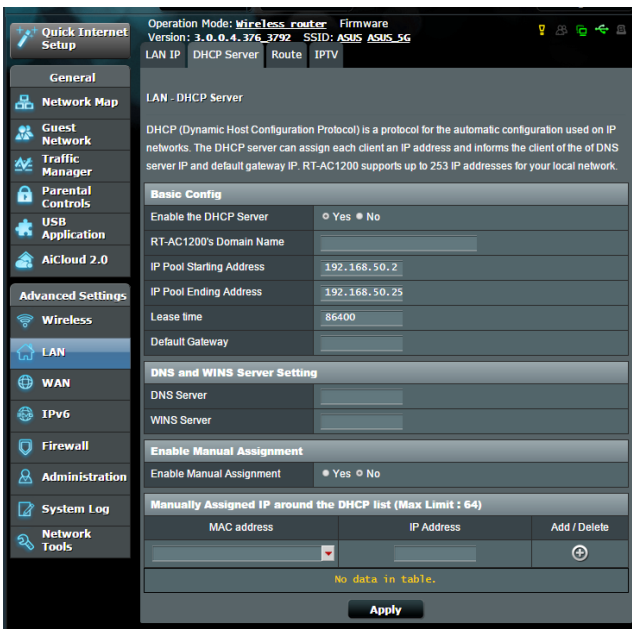 Quick Internet
Setup
Operation Mode: Wireless router Firmware
Version: 3.0.0.4.376_3792 SSID: ASUS ASUS_5G
LAN IP DHCP Server Route IPTV
General
Network Map
Guest
Network
Traffic
Manager
Parental
Controls
USB
Application
AiCloud 2.0
Advanced Settings
Wireless
LAN
WAN
IPv6
Firewall
Administration
System Log
Network
Tools
LAN - DHCP Server
DHCP (Dynamic Host Configuration Protocol) is a protocol for the automatic configuration used on IP
networks. The DHCP server can assign each client an IP address and informs the client of the of DNS
server IP and default gateway IP. RT-AC1200 supports up to 253 IP addresses for your local network.
Basic Config
Enable the DHCP Server Yes No
RT-AC1200's Domain Name
IP Pool Starting Address 192.168.50.2
IP Pool Ending Address 192.168.50.25
Lease time 86400
Default Gateway
DNS and WINS Server Setting
DNS Server
WINS Server
Enable Manual Assignment
Enable Manual Assignment Yes No
Manually Assigned IP around the DHCP list (Max Limit : 64)
MAC address IP Address Add / Delete
No data in table.
Apply